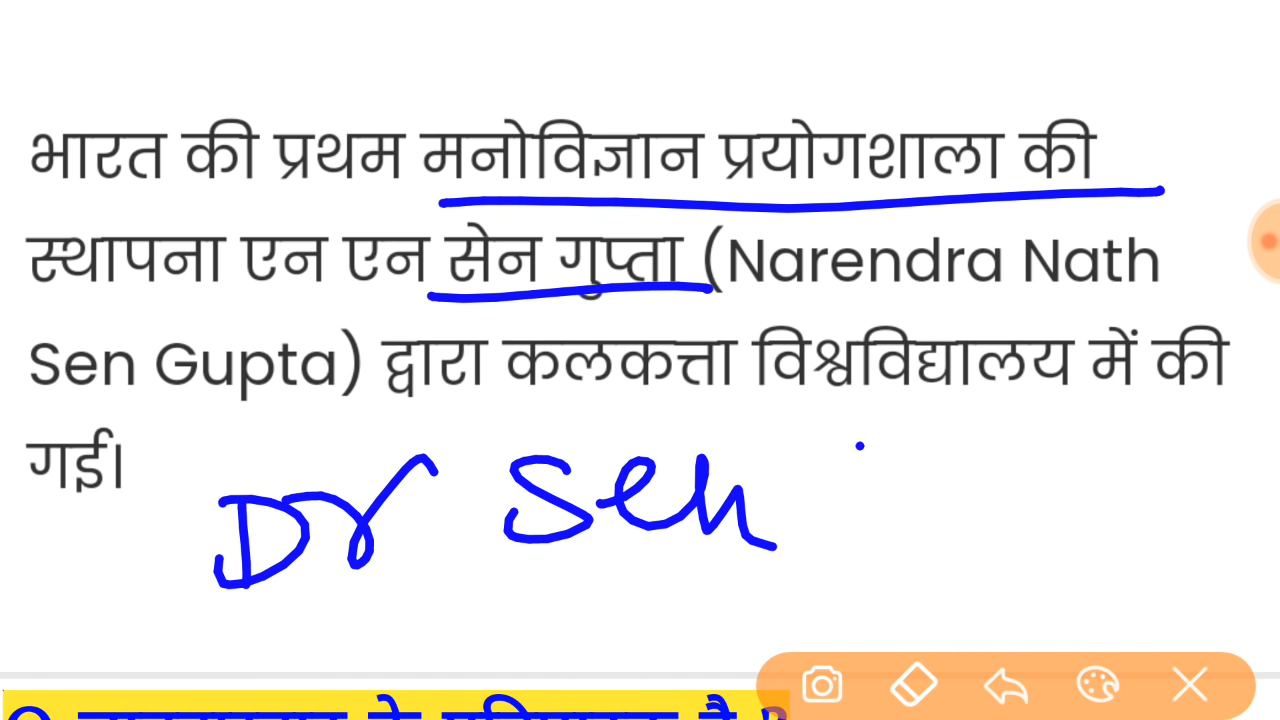 भारत की प्रथम मनोविज्ञान प्रयोगशाला की
स्थापना एन एन सेन गुप्ता (Narendra Nath
Sen Gupta) द्वारा कलकत्ता विश्वविद्यालय में की
गई।
Dr Sen